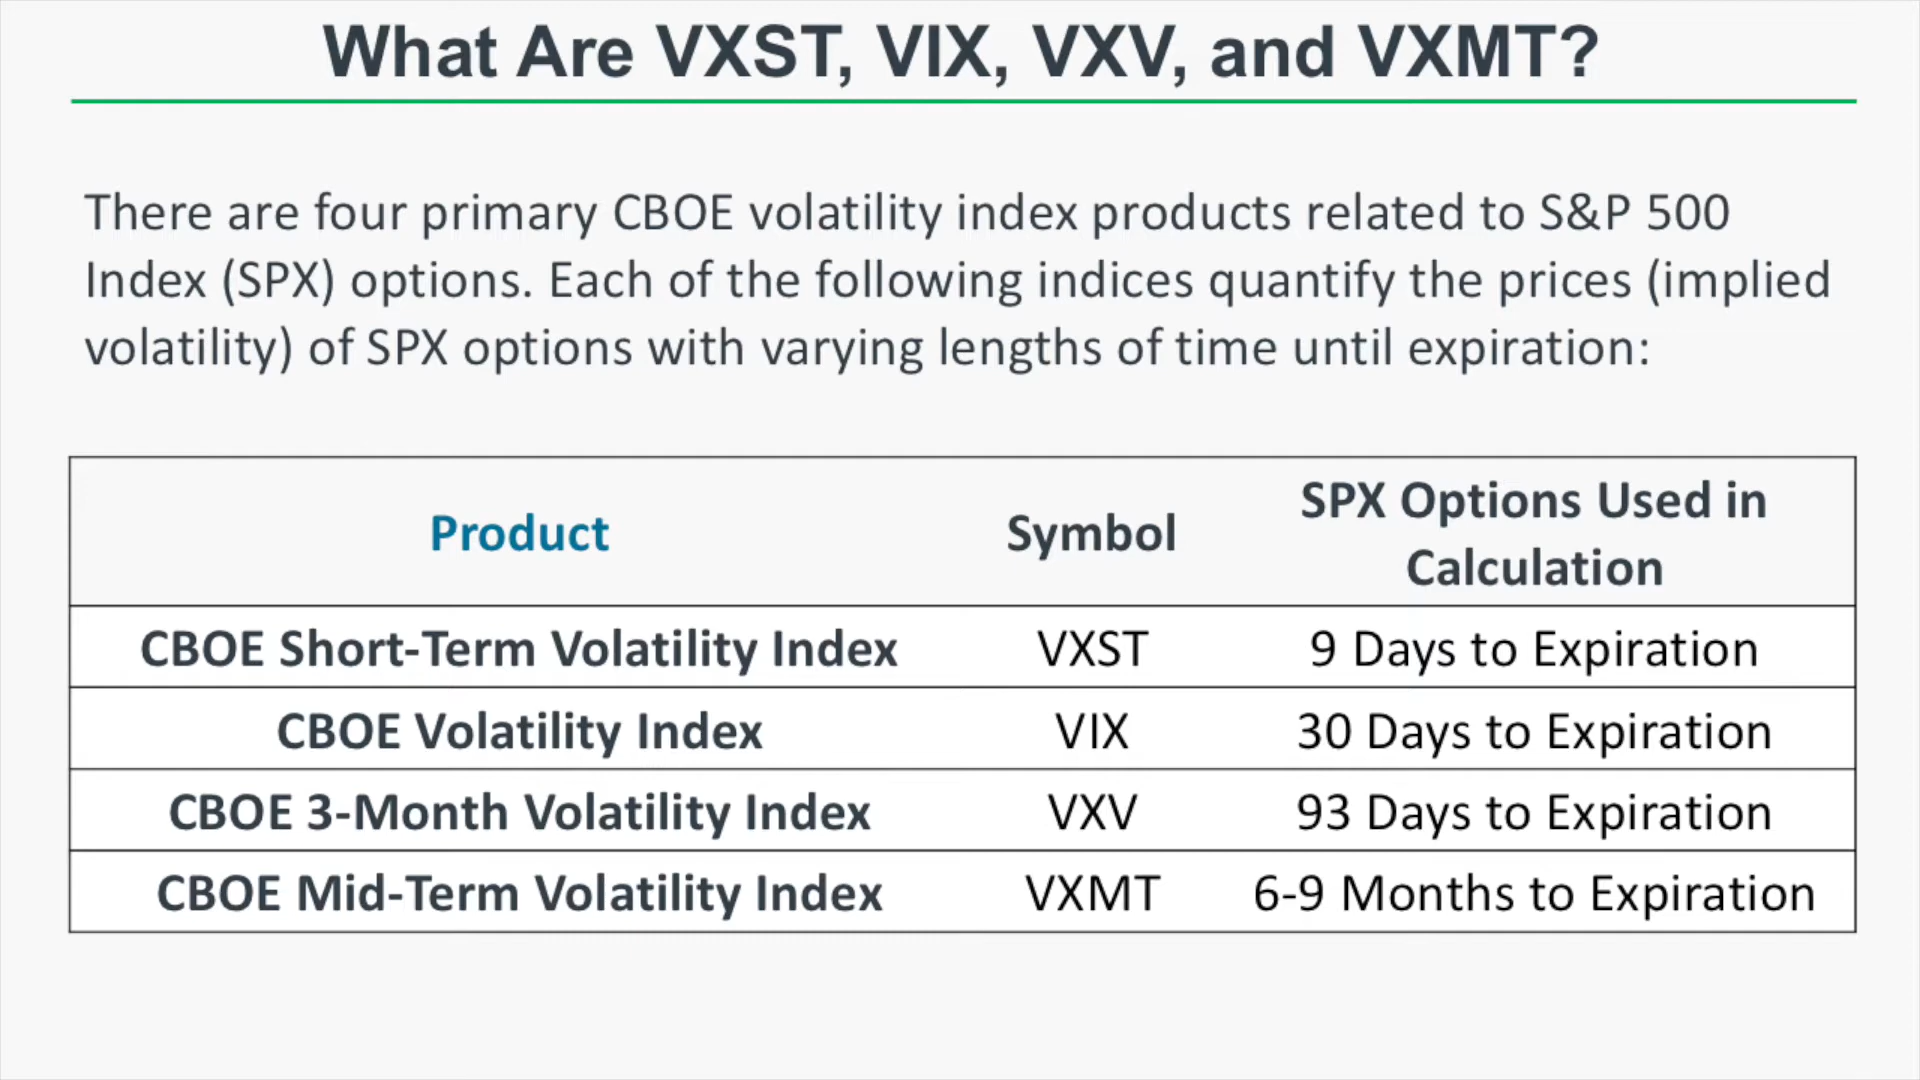 What Are VXST, VIX, VXV, and VXMT?
There are four primary CBOE volatility index products related to S&P 500
Index (SPX) options. Each of the following indices quantify the prices (implied
volatility) of SPX options with varying lengths of time until expiration:
Product Symbol SPX Options Used in
Calculation
CBOE Short-Term Volatility Index VXST 9 Days to Expiration
CBOE Volatility Index VIX 30 Days to Expiration
CBOE 3-Month Volatility Index VXV 93 Days to Expiration
CBOE Mid-Term Volatility Index VXMT 6-9 Months to Expiration